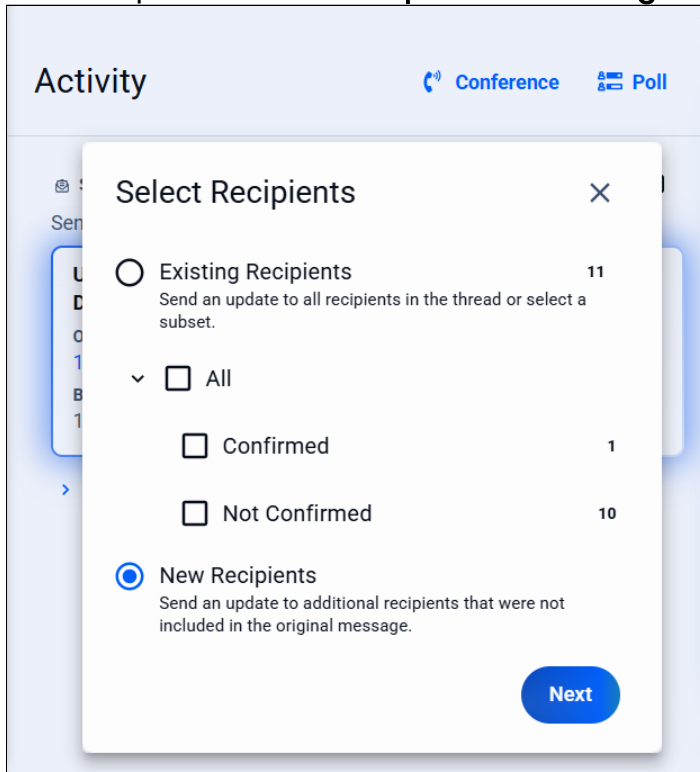 Activity
Conference
Poll
Select Recipients
Sen
Existing Recipients
11
Send an update to all recipients in the thread or select a
subset.
All
Confirmed
1
Not Confirmed
10
New Recipients
Send an update to additional recipients that were not
included in the original message.
Next